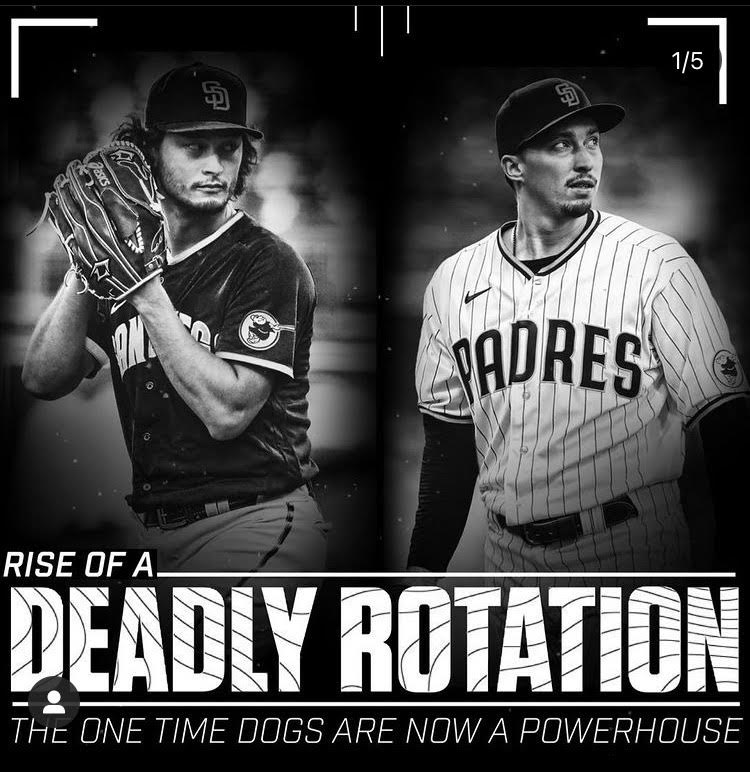 1/5
SD
SD
PADRES
RISE OF A
DEADLY ROTATION
THE ONE TIME DOGS ARE NOW A POWERHOUSE